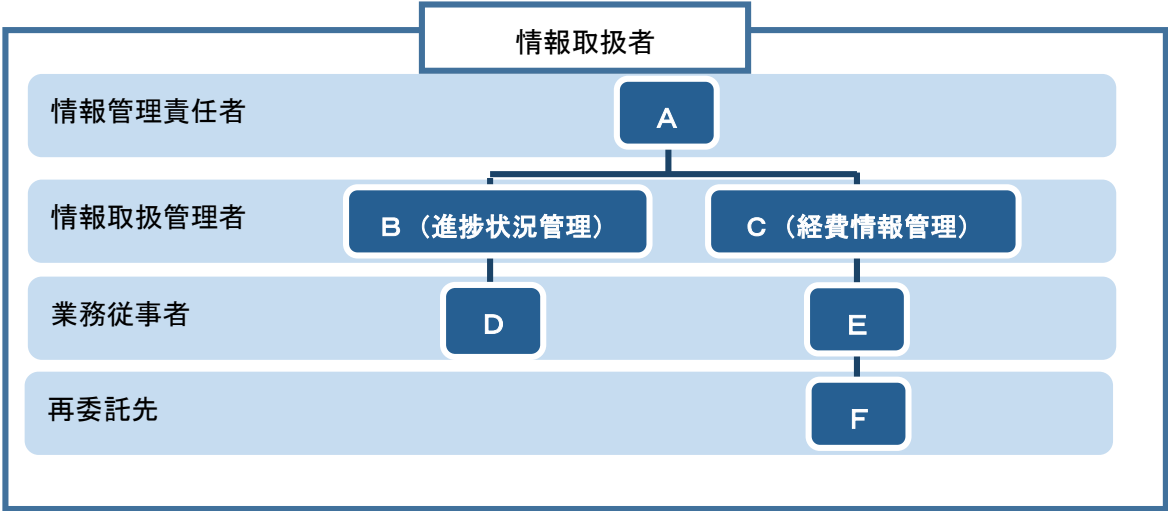 情報取扱者
情報管理責任者
A
情報取扱管理者
B（進捗状況管理）
C（経費情報管理）
業務従事者
D
E
再委託先
F